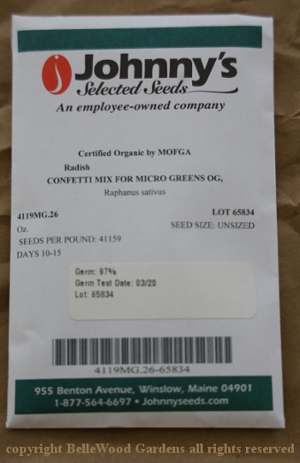 Johnny's
Selected Seeds
An employee-owned company
Certified Organic by MOFGA
Radish
CONFETTI MIX FOR MICRO GREENS OG,
Raphanus sativus
4119MG.26 LOT 65834
Oz. SEED SIZE: UNSIZED
SEEDS PER POUND: 41159
DAYS 10-15
Germ: 97%
Germ Test Date: 03/20
Lot: 65834
4119MG.26-65834
955 Benton Avenue, Winslow, Maine 04901
1-877-564-6697 • Johnnyseeds.com
copyright BelleWood Gardens all rights reserved